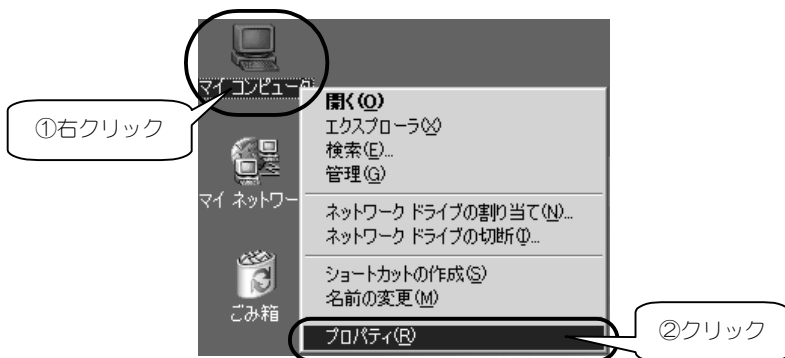 マイ コンピュータ
①右クリック
開く(O)
エクスプローラ(X)
検索(E)...
管理(G)
マイ ネットワー
ネットワーク ドライブの割り当て(N)...
ネットワーク ドライブの切断(I)...
ショートカットの作成(S)
名前の変更(M)
ごみ箱
プロパティ(R)
②クリック